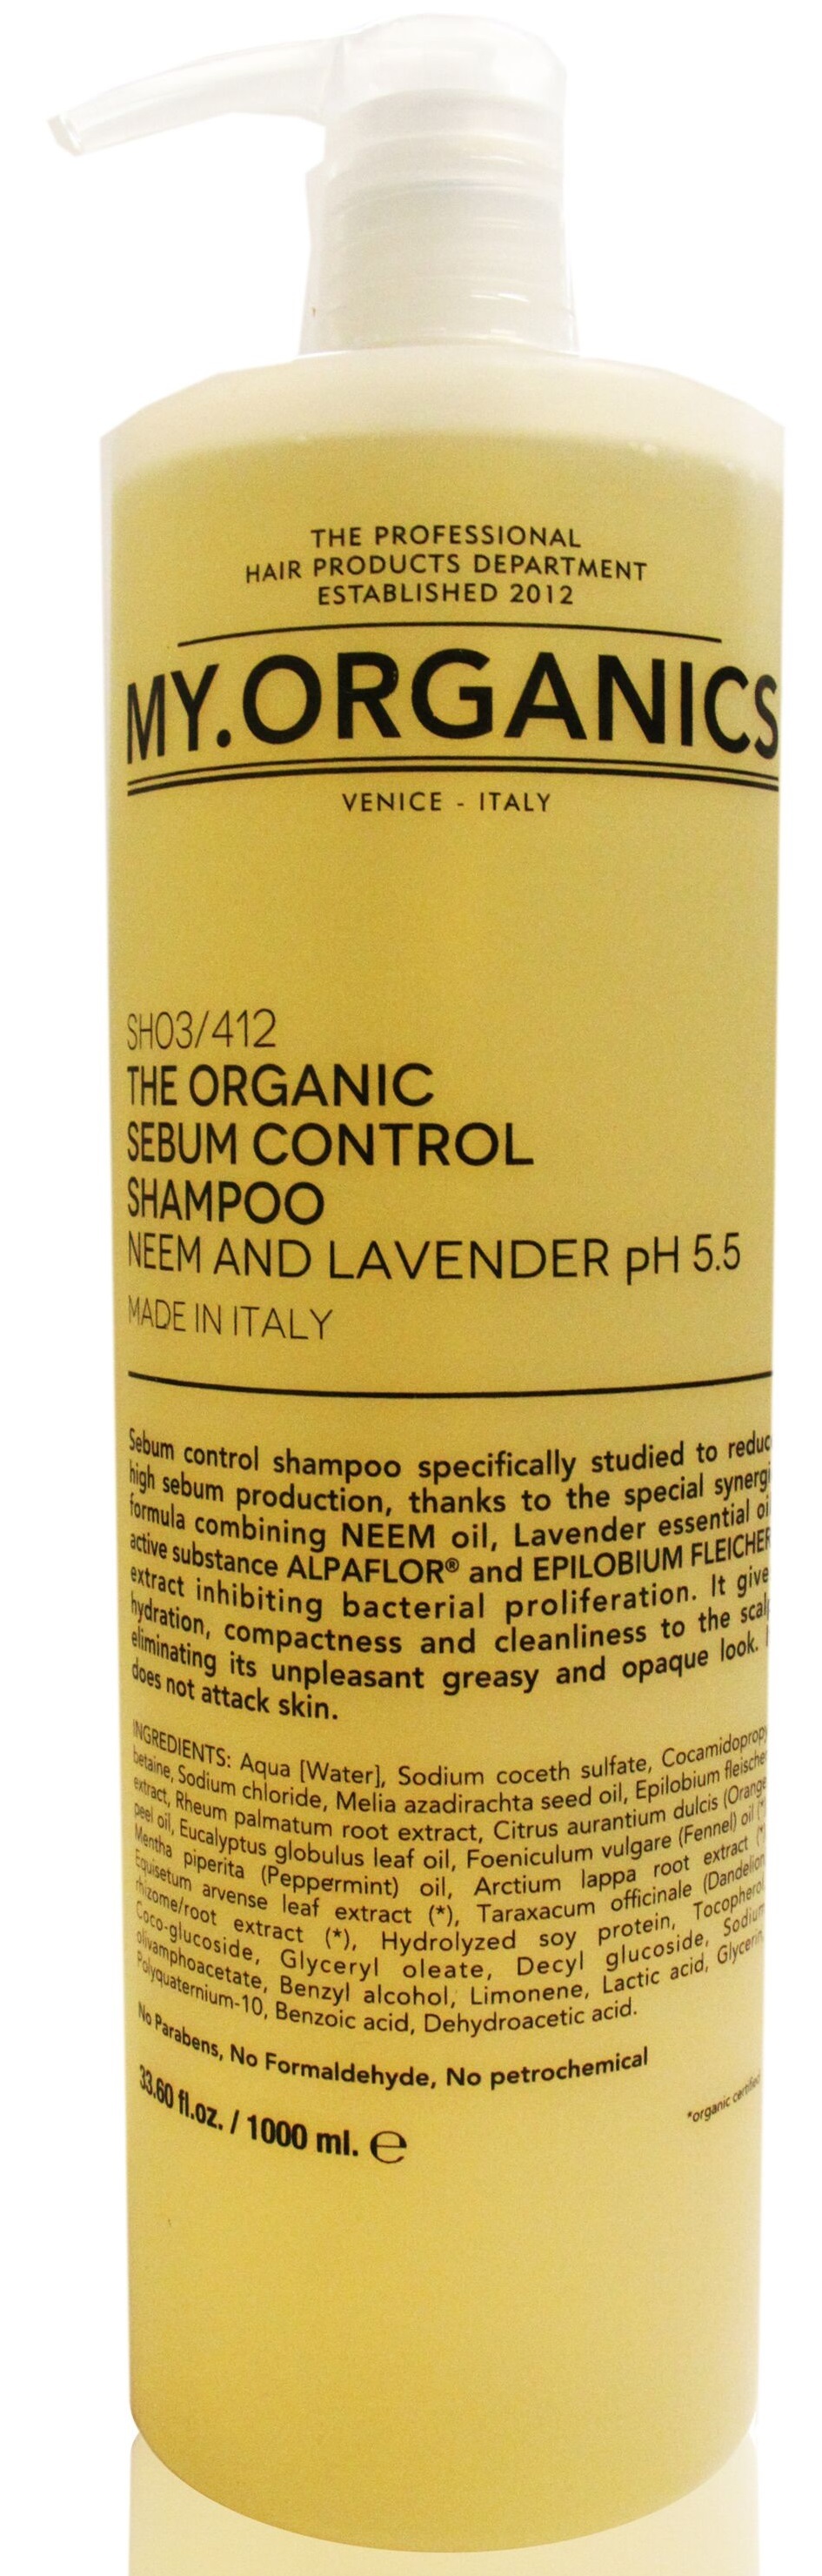 THE PROFESSIONAL
HAIR PRODUCTS DEPARTMENT
ESTABLISHED 2012
MY.ORGANICS
VENICE - ITALY
SH03/412
THE ORGANIC
SEBUM CONTROL
SHAMPOO
NEEM AND LAVENDER pH 5.5
MADE IN ITALY
Sebum control shampoo specifically studied to reduc
high sebum production, thanks to the special synergi
formula combining NEEM oil, Lavender essential oi
active substance ALPAFLOR® and EPILOBIUM FLEICHER
extract inhibiting bacterial proliferation. It give
hydration, compactness and cleanliness to the scal
eliminating its unpleasant greasy and opaque look.
does not attack skin.
INGREDIENTS: Aqua [Water], Sodium coceth sulfate, Cocamidopropy
betaine, Sodium chloride, Melia azadirachta seed oil, Epilobium fleische
extract, Rheum palmatum root extract, Citrus aurantium dulcis (Orange
peel oil, Eucalyptus globulus leaf oil, Foeniculum vulgare (Fennel) oil (*
Mentha piperita (Peppermint) oil, Arctium lappa root extract (*
Equisetum arvense leaf extract (*), Taraxacum officinale (Dandelion
rhizome/root extract (*), Hydrolyzed soy protein, Tocopherol
Coco-glucoside, Glyceryl oleate, Decyl glucoside, Sodium
olivamphoacetate, Benzyl alcohol, Limonene, Lactic acid, Glycerin,
Polyquaternium-10, Benzoic acid, Dehydroacetic acid.
No Parabens, No Formaldehyde, No petrochemical
33.60 fl.oz. / 1000 ml. ℮
*organic certified